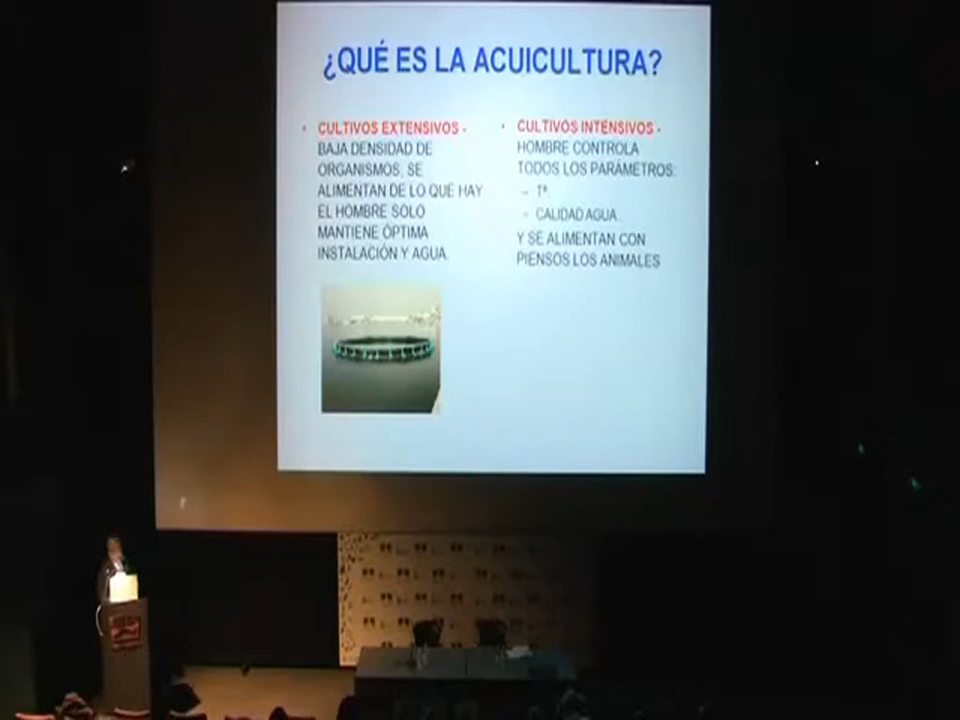 ¿QUÉ ES LA ACUICULTURA?
• CULTIVOS EXTENSIVOS -
BAJA DENSIDAD DE
ORGANISMOS, SE
ALIMENTAN DE LO QUE HAY
EL HOMBRE SOLO
MANTIENE ÓPTIMA
INSTALACIÓN Y AGUA.
• CULTIVOS INTENSIVOS -
HOMBRE CONTROLA
TODOS LOS PARÁMETROS:
– Tª
– CALIDAD AGUA.
Y SE ALIMENTAN CON
PIENSOS LOS ANIMALES